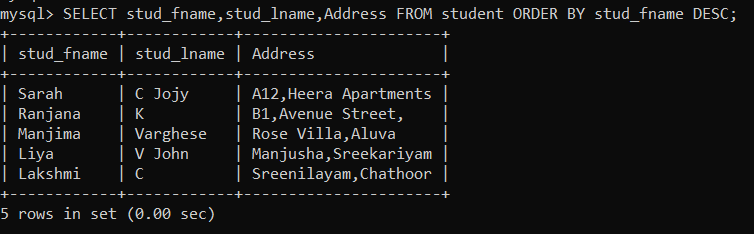 mysql> SELECT stud_fname,stud_lname,Address FROM student ORDER BY stud_fname DESC;
+------------+------------+----------------------+
| stud_fname | stud_lname | Address              |
+------------+------------+----------------------+
| Sarah      | C Jojy     | A12,Heera Apartments |
| Ranjana    | K          | B1,Avenue Street,    |
| Manjima    | Varghese   | Rose Villa,Aluva     |
| Liya       | V John     | Manjusha,Sreekariyam |
| Lakshmi    | C          | Sreenilayam,Chathoor |
+------------+------------+----------------------+
5 rows in set (0.00 sec)